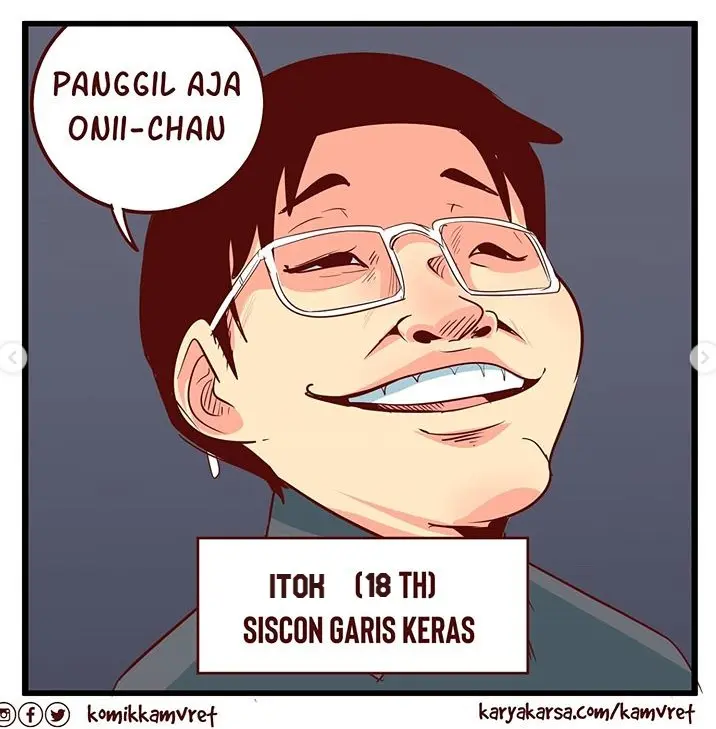 PANGGIL AJA
ONII-CHAN
ITOK (18 TH)
SISCON GARIS KERAS
komikkamvret
karyakarsa.com/kamvret